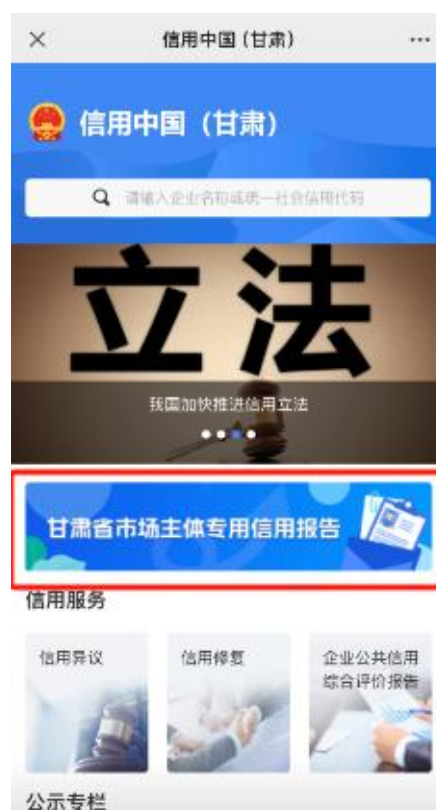 信用中国（甘肃）
信用中国（甘肃）
请输入企业名称或统一社会信用代码
立法
我国加快推进信用立法
甘肃省市场主体专用信用报告
信用服务
信用异议
信用修复
企业公共信用
综合评价报告
公示专栏